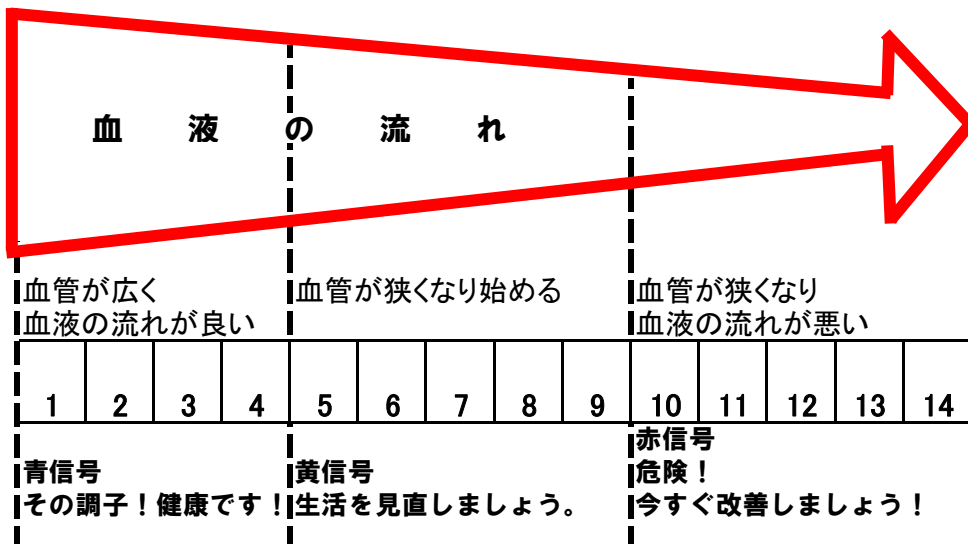 血液の流れ
血管が広く
血液の流れが良い
血管が狭くなり始める
血管が狭くなり
血液の流れが悪い
1 2 3 4 5 6 7 8 9 10 11 12 13 14
青信号
その調子！健康です！
黄信号
生活を見直しましょう。
赤信号
危険！
今すぐ改善しましょう！